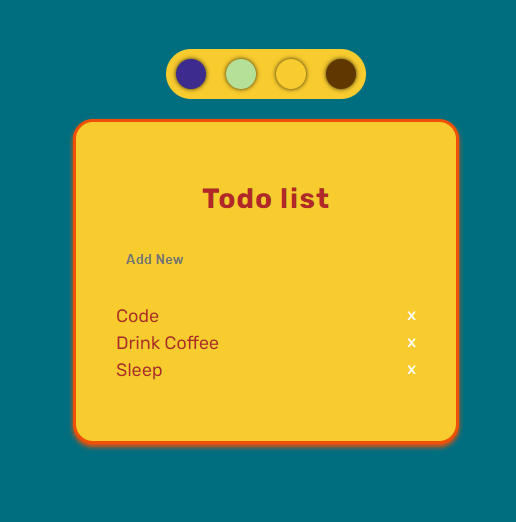 Todo list
Add New
Code x
Drink Coffee x
Sleep x